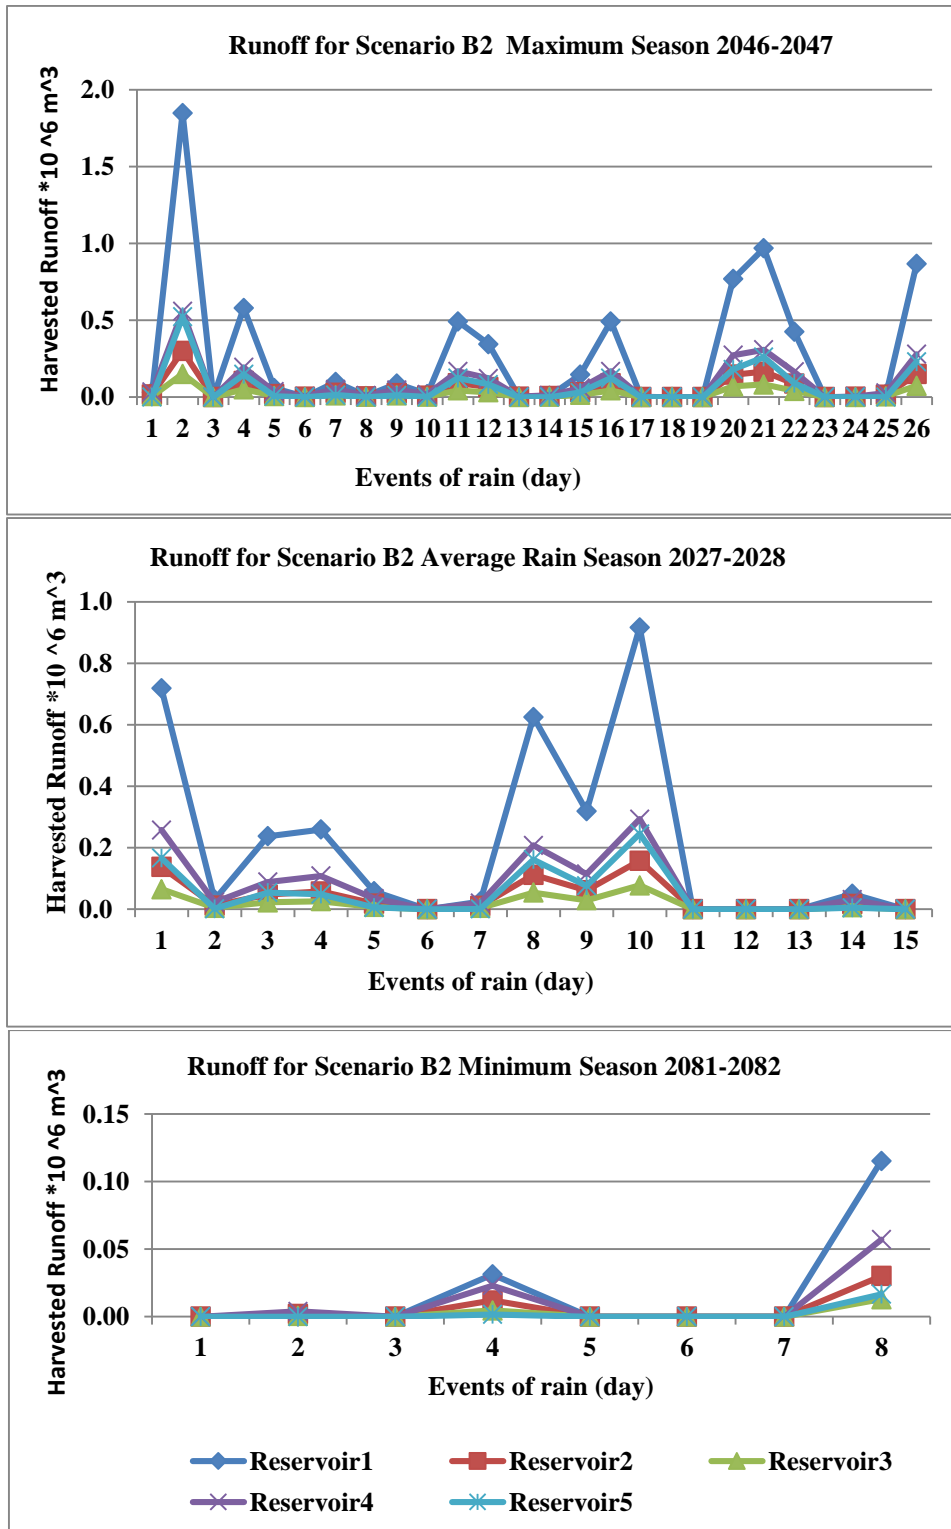 Runoff for Scenario B2  Maximum Season 2046-2047
Harvested Runoff *10 ^6 m^3
2.0
1.5
1.0
0.5
0.0
1 2 3 4 5 6 7 8 9 10 11 12 13 14 15 16 17 18 19 20 21 22 23 24 25 26
Events of rain (day)
Runoff for Scenario B2 Average Rain Season 2027-2028
Harvested Runoff *10 ^6 m^3
1.0
0.8
0.6
0.4
0.2
0.0
1 2 3 4 5 6 7 8 9 10 11 12 13 14 15
Events of rain (day)
Runoff for Scenario B2 Minimum Season 2081-2082
Harvested Runoff *10 ^6 m^3
0.15
0.10
0.05
0.00
1 2 3 4 5 6 7 8
Events of rain (day)
Reservoir1 Reservoir2 Reservoir3
Reservoir4 Reservoir5